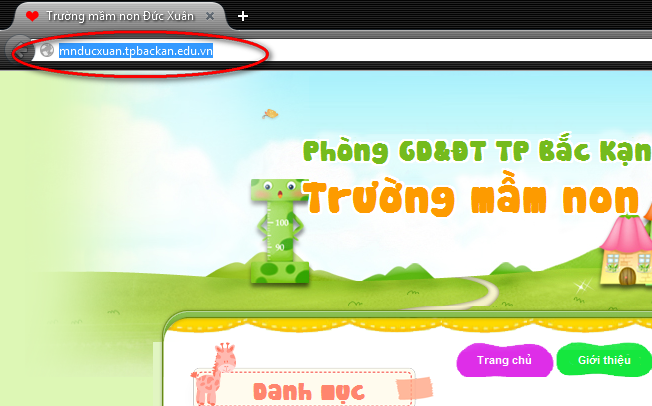 Trường mầm non Đức Xuân
mnducxuan.tpbackan.edu.vn
Phòng GD&ĐT TP Bắc Kạn
Trường mầm non
100
90
Trang chủ
Giới thiệu
Danh mục